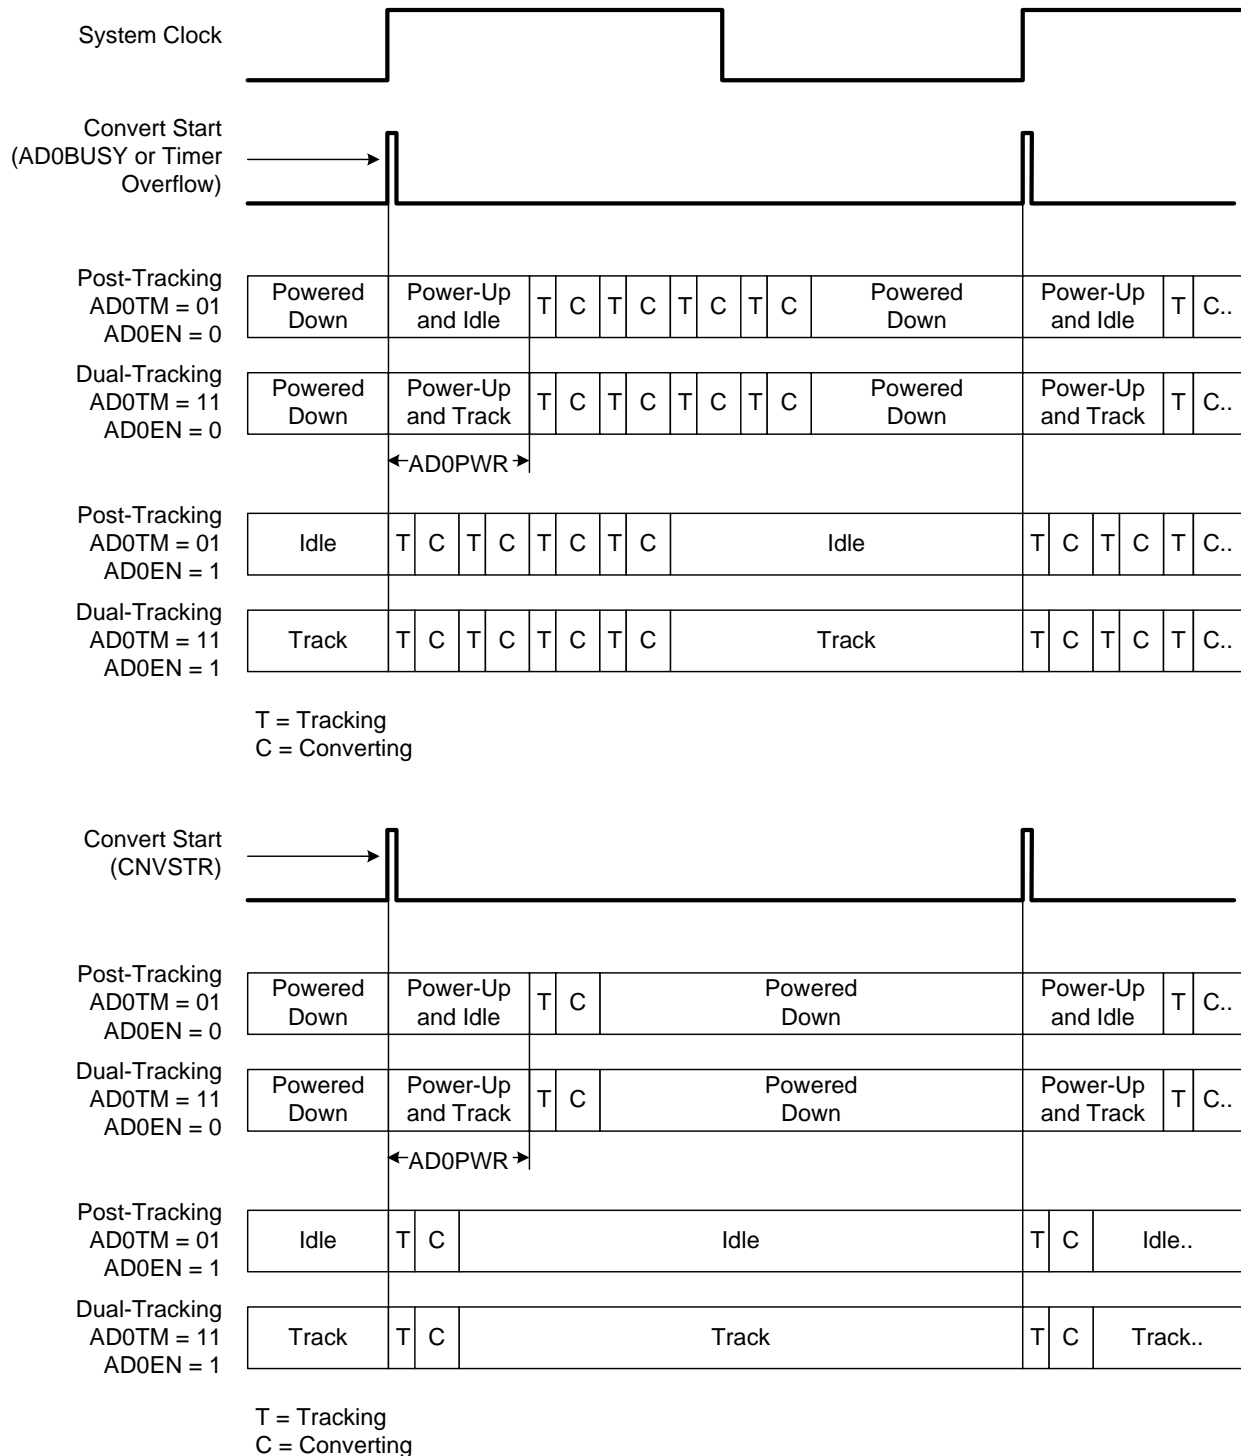 System Clock
Convert Start
(AD0BUSY or Timer
Overflow)
Post-Tracking
AD0TM = 01
AD0EN = 0
Powered
Down
Power-Up
and Idle
T C T C T C T C
Powered
Down
Power-Up
and Idle
T C..
Dual-Tracking
AD0TM = 11
AD0EN = 0
Powered
Down
Power-Up
and Track
T C T C T C T C
Powered
Down
Power-Up
and Track
T C..
AD0PWR
Post-Tracking
AD0TM = 01
AD0EN = 1
Idle T C T C T C T C Idle T C T C T C..
Dual-Tracking
AD0TM = 11
AD0EN = 1
Track T C T C T C T C Track T C T C T C..
T = Tracking
C = Converting
Convert Start
(CNVSTR)
Post-Tracking
AD0TM = 01
AD0EN = 0
Powered
Down
Power-Up
and Idle
T C
Powered
Down
Power-Up
and Idle
T C..
Dual-Tracking
AD0TM = 11
AD0EN = 0
Powered
Down
Power-Up
and Track
T C
Powered
Down
Power-Up
and Track
T C..
AD0PWR
Post-Tracking
AD0TM = 01
AD0EN = 1
Idle T C Idle T C Idle..
Dual-Tracking
AD0TM = 11
AD0EN = 1
Track T C Track T C Track..
T = Tracking
C = Converting